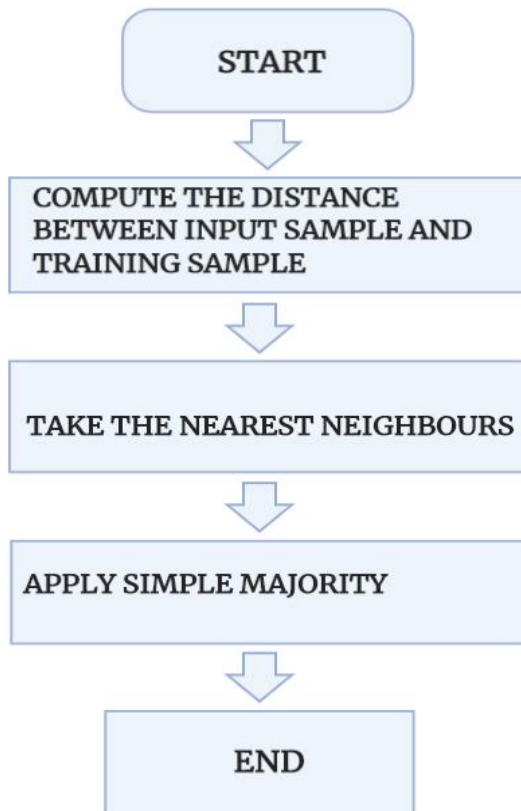 START
COMPUTE THE DISTANCE
BETWEEN INPUT SAMPLE AND
TRAINING SAMPLE
TAKE THE NEAREST NEIGHBOURS
APPLY SIMPLE MAJORITY
END